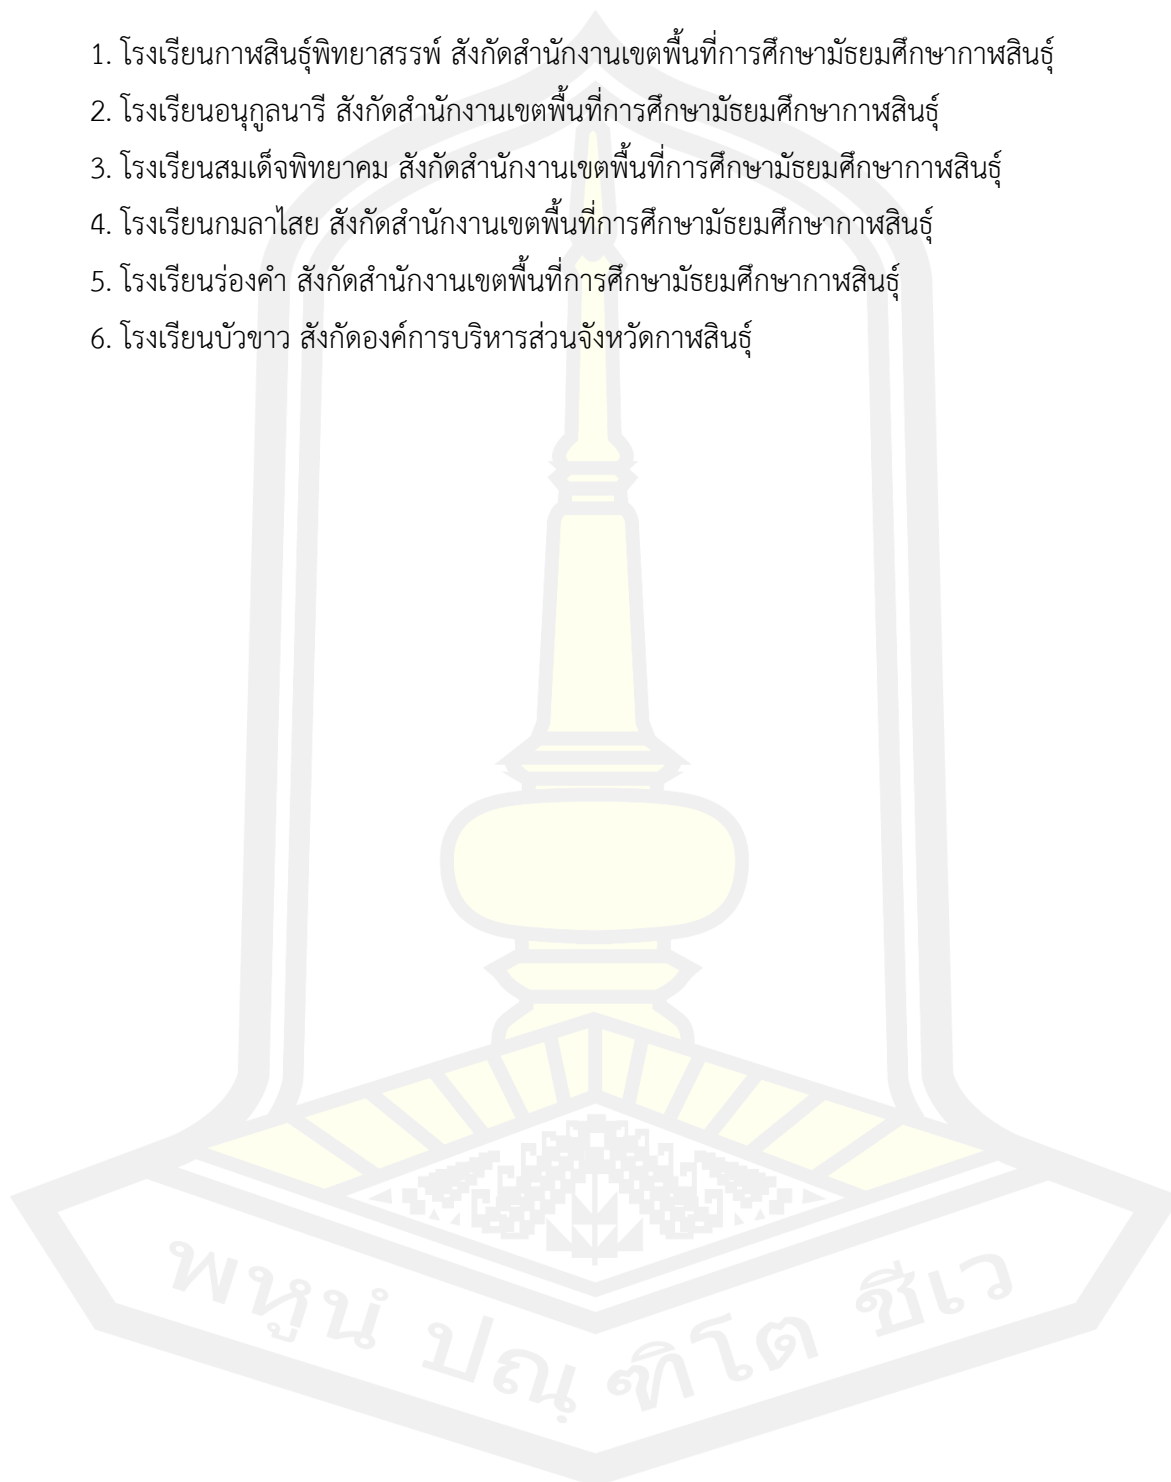 1. โรงเรียนกาฬสินธุ์พิทยาสรรพ์ สังกัดสำนักงานเขตพื้นที่การศึกษามัธยมศึกษากาฬสินธุ์
2. โรงเรียนอนุกูลนารี สังกัดสำนักงานเขตพื้นที่การศึกษามัธยมศึกษากาฬสินธุ์
3. โรงเรียนสมเด็จพิทยาคม สังกัดสำนักงานเขตพื้นที่การศึกษามัธยมศึกษากาฬสินธุ์
4. โรงเรียนกมลาไสย สังกัดสำนักงานเขตพื้นที่การศึกษามัธยมศึกษากาฬสินธุ์
5. โรงเรียนร่องคำ สังกัดสำนักงานเขตพื้นที่การศึกษามัธยมศึกษากาฬสินธุ์
6. โรงเรียนบัวขาว สังกัดองค์การบริหารส่วนจังหวัดกาฬสินธุ์
พหูนํ ปณฺฑิโต ชีเว